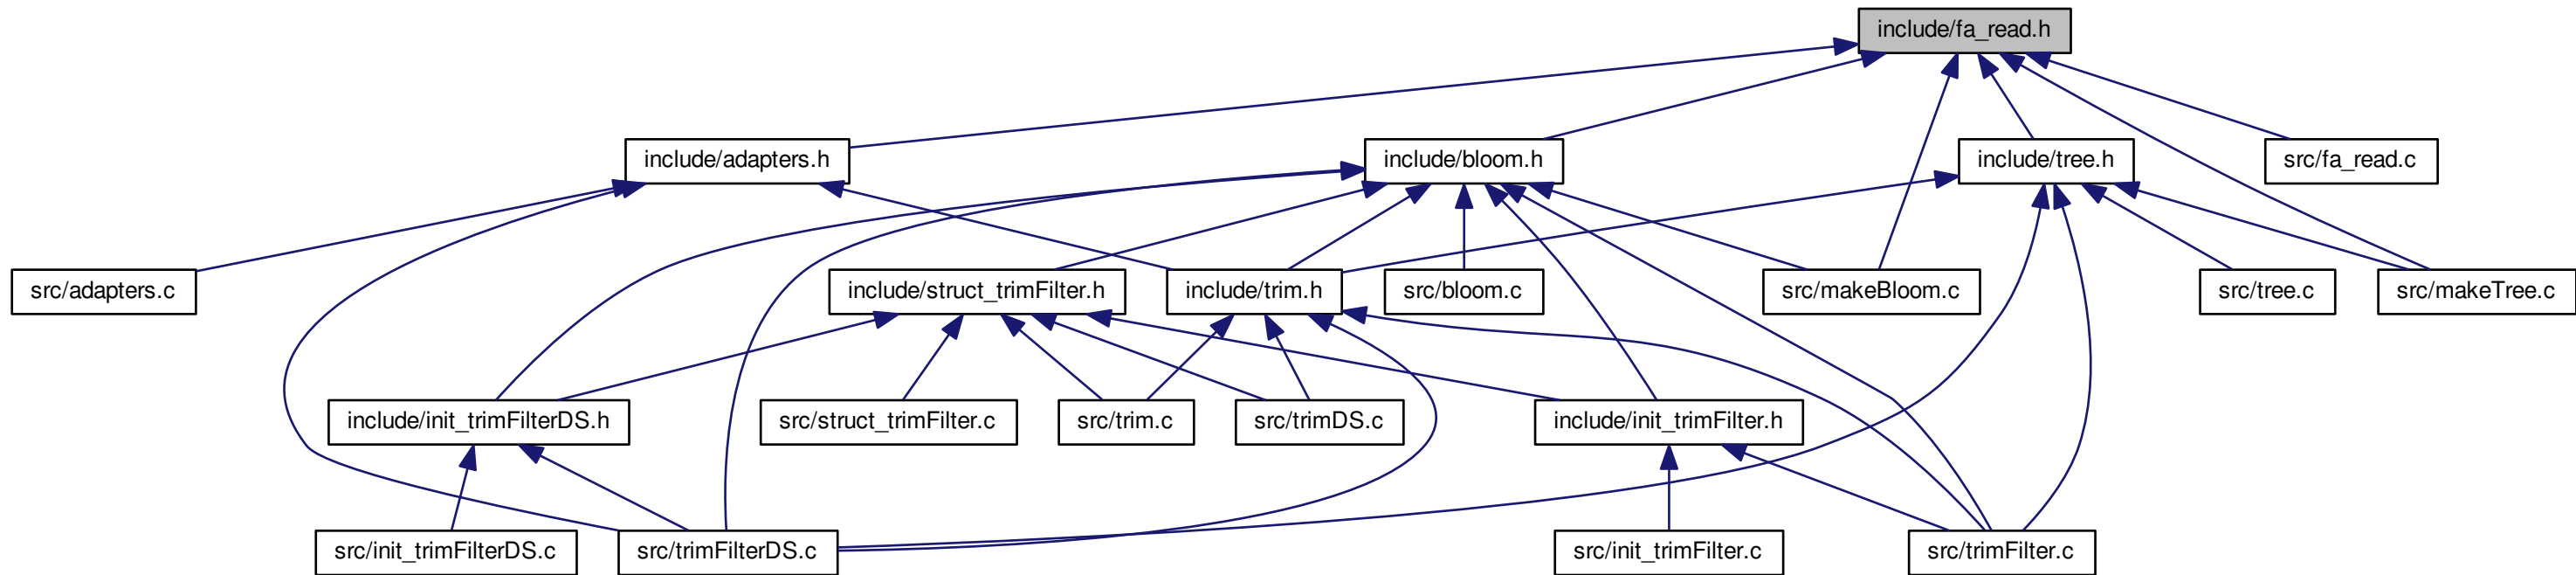 include/fa_read.h
include/adapters.h
include/bloom.h
include/tree.h
src/fa_read.c
src/adapters.c
include/struct_trimFilter.h
include/trim.h
src/bloom.c
src/makeBloom.c
src/tree.c
src/makeTree.c
include/init_trimFilterDS.h
src/struct_trimFilter.c
src/trim.c
src/trimDS.c
include/init_trimFilter.h
src/init_trimFilterDS.c
src/trimFilterDS.c
src/init_trimFilter.c
src/trimFilter.c